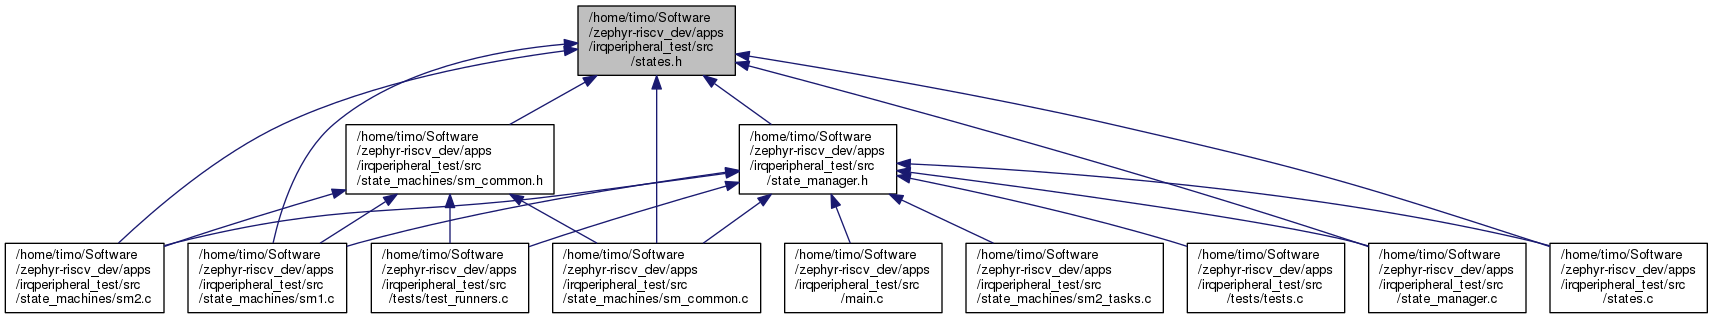 /home/timo/Software
/zephyr-riscv_dev/apps
/irqperipheral_test/src
/states.h
/home/timo/Software
/zephyr-riscv_dev/apps
/irqperipheral_test/src
/state_machines/sm_common.h
/home/timo/Software
/zephyr-riscv_dev/apps
/irqperipheral_test/src
/state_manager.h
/home/timo/Software
/zephyr-riscv_dev/apps
/irqperipheral_test/src
/state_machines/sm2.c
/home/timo/Software
/zephyr-riscv_dev/apps
/irqperipheral_test/src
/state_machines/sm1.c
/home/timo/Software
/zephyr-riscv_dev/apps
/irqperipheral_test/src
/tests/test_runners.c
/home/timo/Software
/zephyr-riscv_dev/apps
/irqperipheral_test/src
/state_machines/sm_common.c
/home/timo/Software
/zephyr-riscv_dev/apps
/irqperipheral_test/src
/main.c
/home/timo/Software
/zephyr-riscv_dev/apps
/irqperipheral_test/src
/state_machines/sm2_tasks.c
/home/timo/Software
/zephyr-riscv_dev/apps
/irqperipheral_test/src
/tests/tests.c
/home/timo/Software
/zephyr-riscv_dev/apps
/irqperipheral_test/src
/state_manager.c
/home/timo/Software
/zephyr-riscv_dev/apps
/irqperipheral_test/src
/states.c